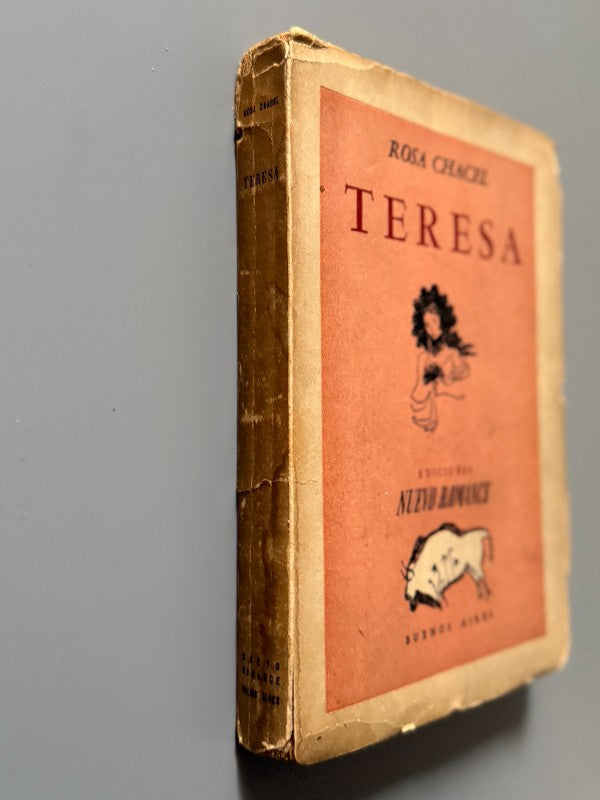 ROSA CHACEL
TERESA
ROSA CHACEL
TERESA
EDICIONES
NUEVO ROMANCE
BUENOS AIRES
NUEVO
ROMANCE
BUENOS AIRES